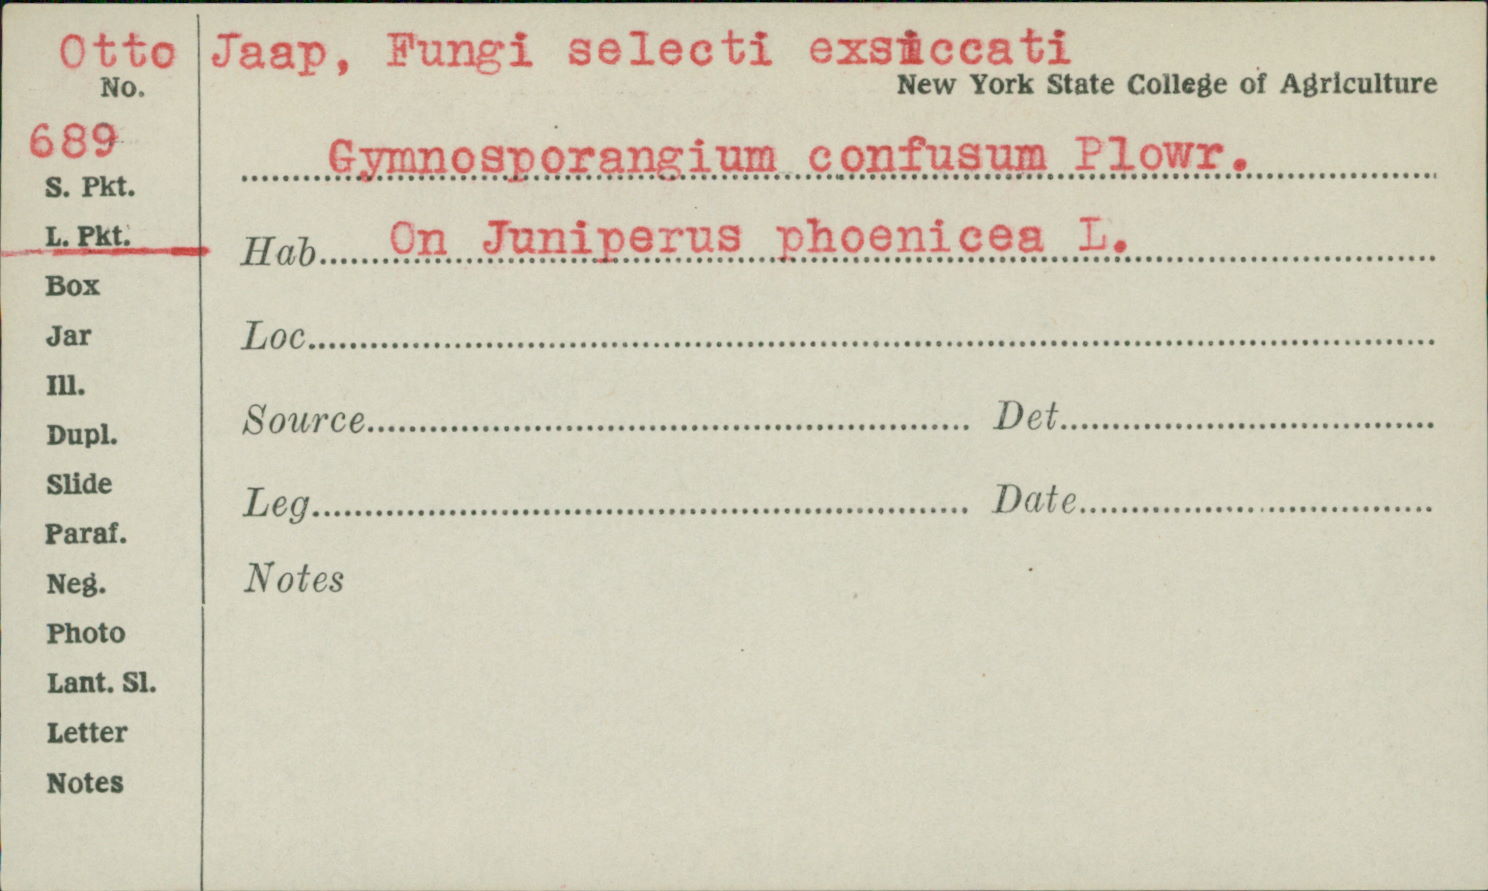 Otto Jaap, Fungi selecti exsiccati
No.
New York State College of Agriculture
689
Gymnosporangium confusum Plowr.
S. Pkt.
L. Pkt.
Hab. On Juniperus phoenicea L.
Box
Jar
Loc.
Ill.
Dupl.
Source
Det.
Slide
Leg.
Date
Paraf.
Neg.
Notes
Photo
Lant. Sl.
Letter
Notes